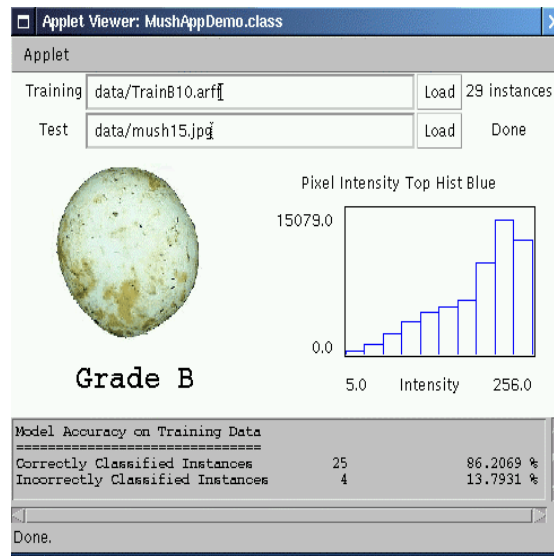 Applet Viewer: MushAppDemo.class
Applet
Training data/TrainB10.arff Load 29 instances
Test data/mush15.jpg Load Done
Pixel Intensity Top Hist Blue
15079.0
0.0
5.0 Intensity 256.0
Grade B
Model Accuracy on Training Data
===============================
Correctly Classified Instances 25 86.2069 %
Incorrectly Classified Instances 4 13.7931 %
Done.